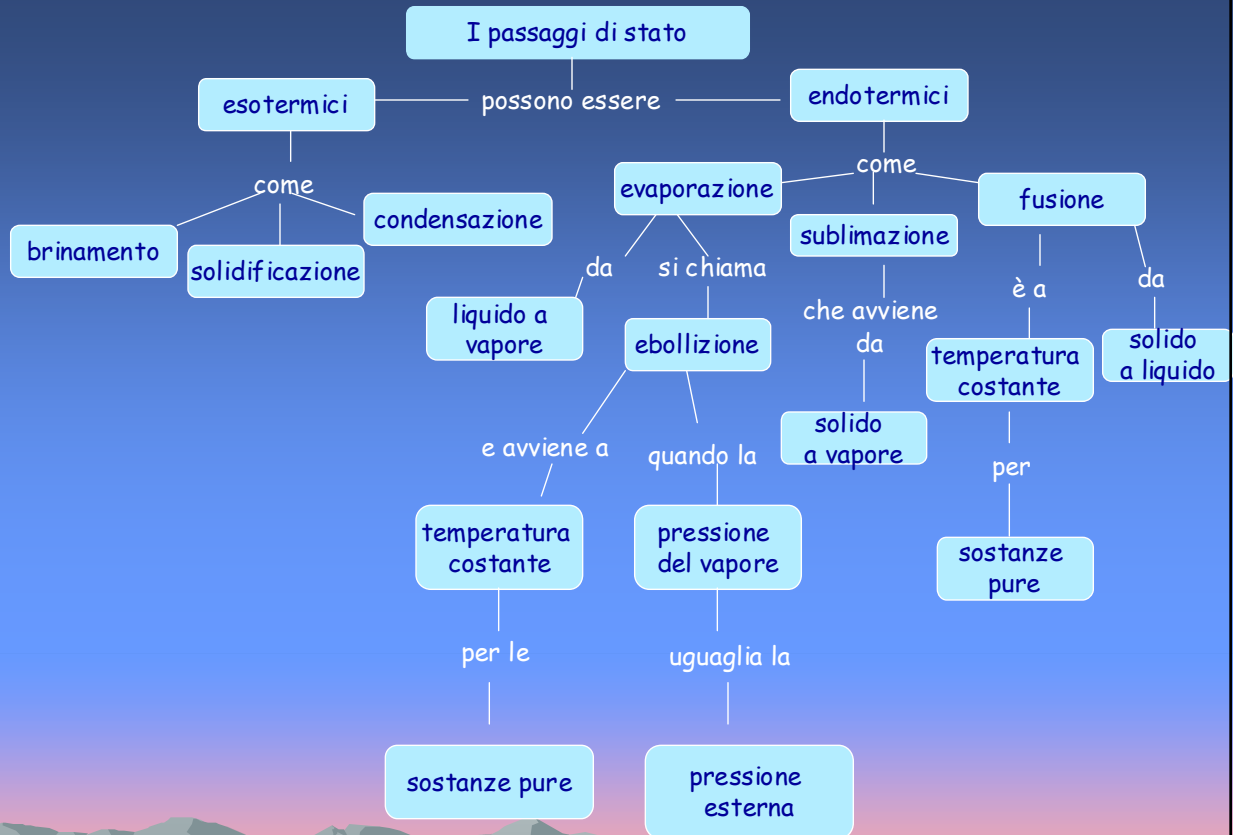 I passaggi di stato
possono essere
esotermici
come
brinamento
solidificazione
condensazione
endotermici
come
evaporazione
da
liquido a
vapore
si chiama
ebollizione
e avviene a
temperatura
costante
per le
sostanze pure
quando la
pressione
del vapore
uguaglia la
pressione
esterna
sublimazione
che avviene
da
solido
a vapore
fusione
è a
temperatura
costante
per
sostanze
pure
da
solido
a liquido